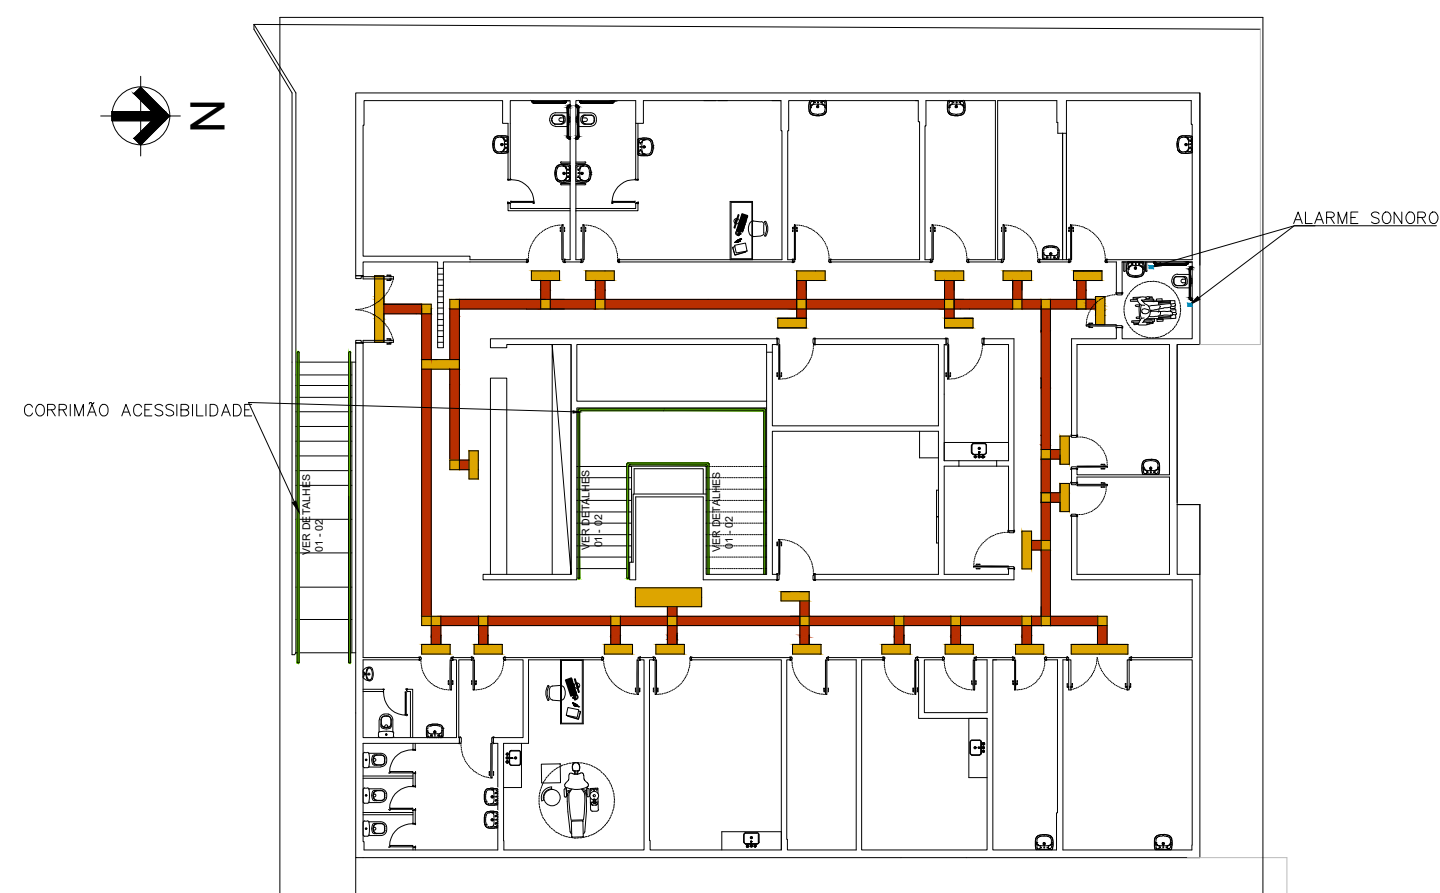 N
ALARME SONORO
CORRIMÃO ACESSIBILIDADE
VER DETALHES
01 - 02
VER DETALHES
01 - 02
VER DETALHES
01 - 02